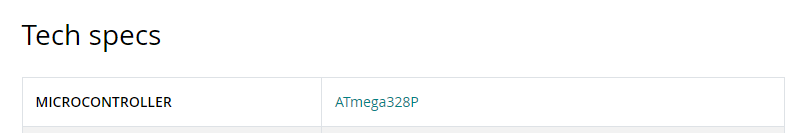 Tech specs
MICROCONTROLLER ATmega328P